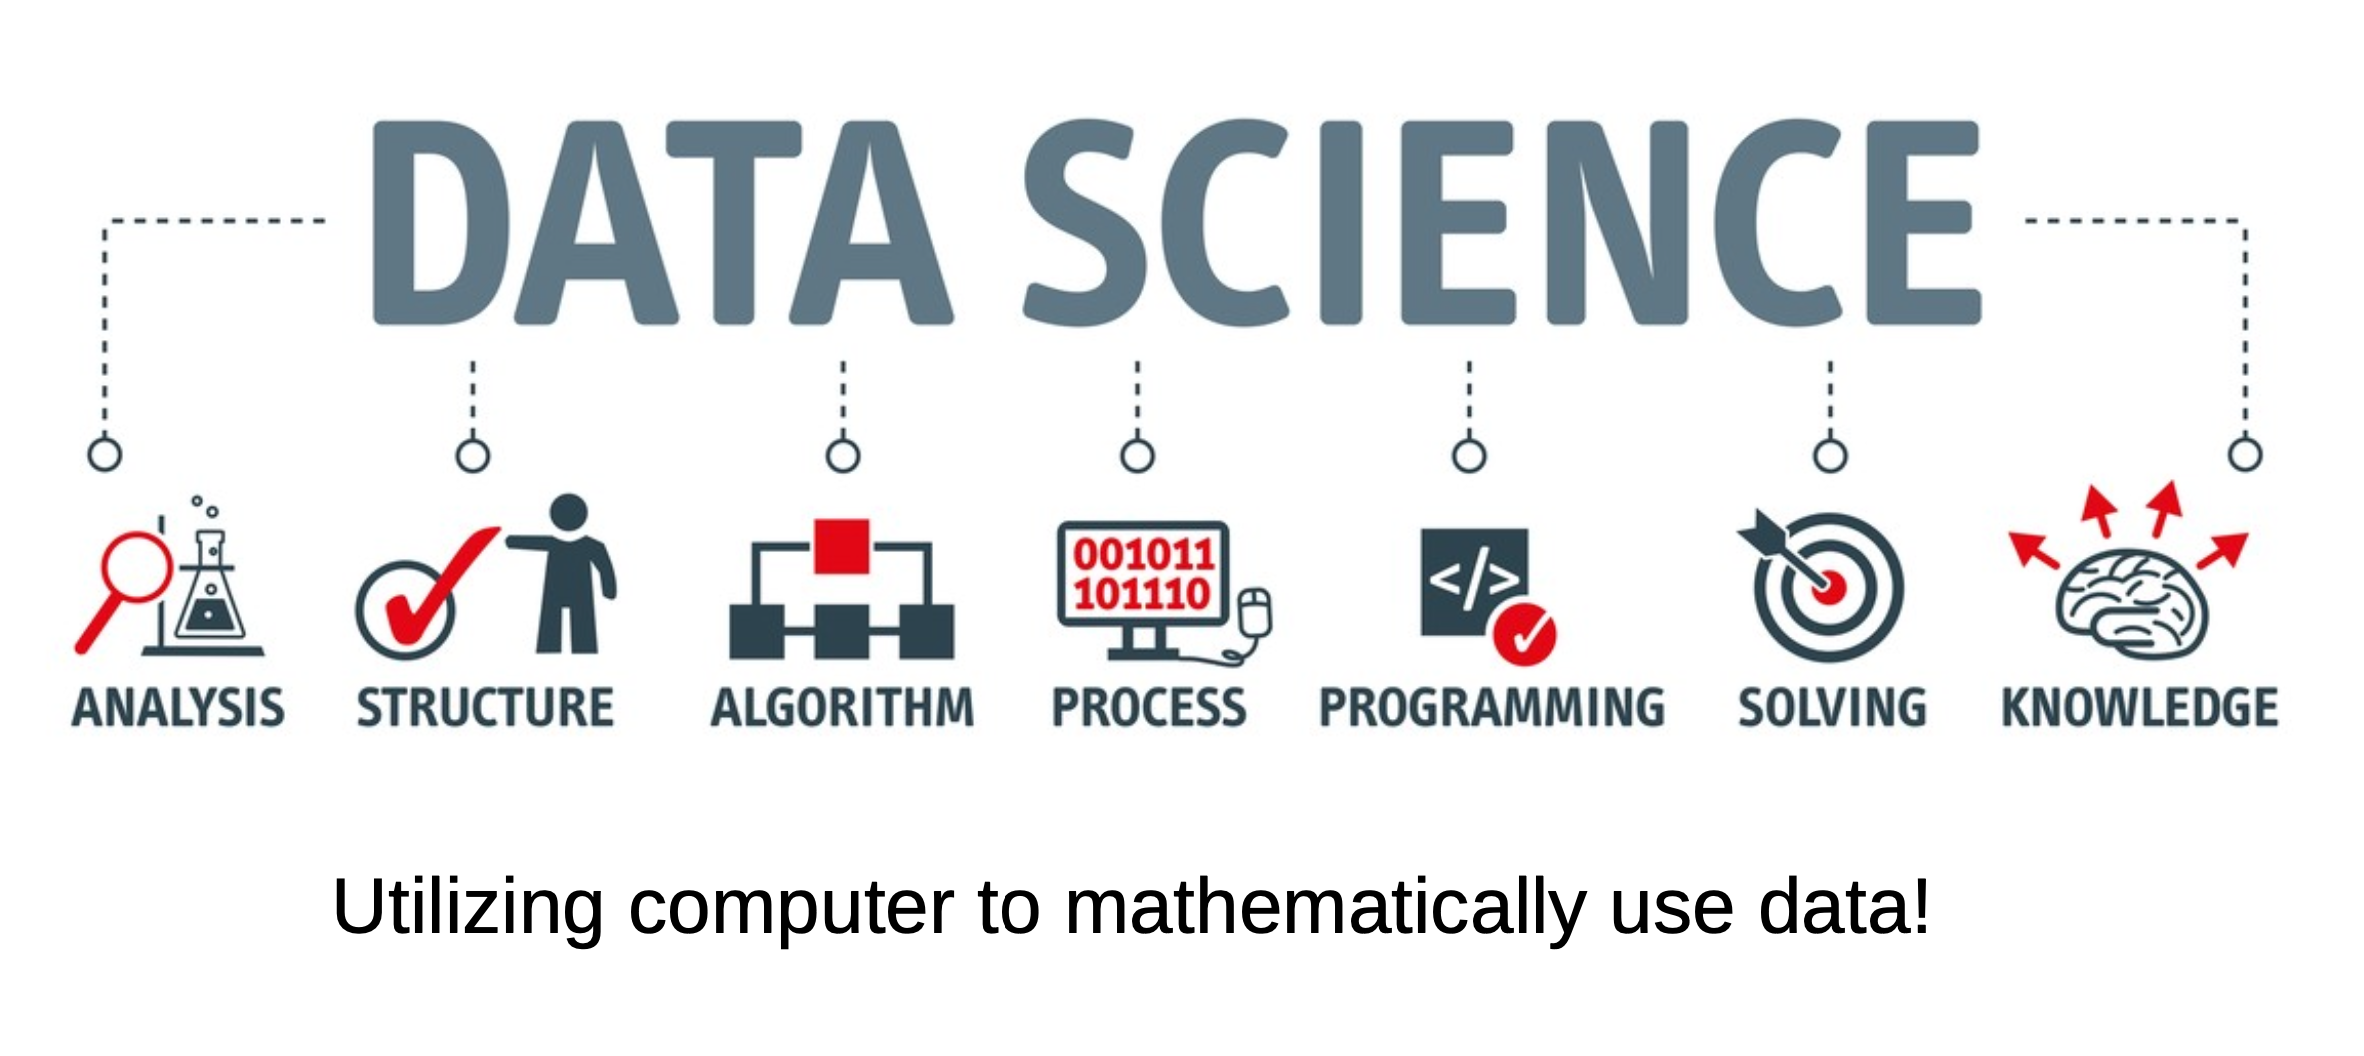 DATA SCIENCE
001011
101110
</>
ANALYSIS STRUCTURE ALGORITHM PROCESS PROGRAMMING SOLVING KNOWLEDGE
Utilizing computer to mathematically use data!